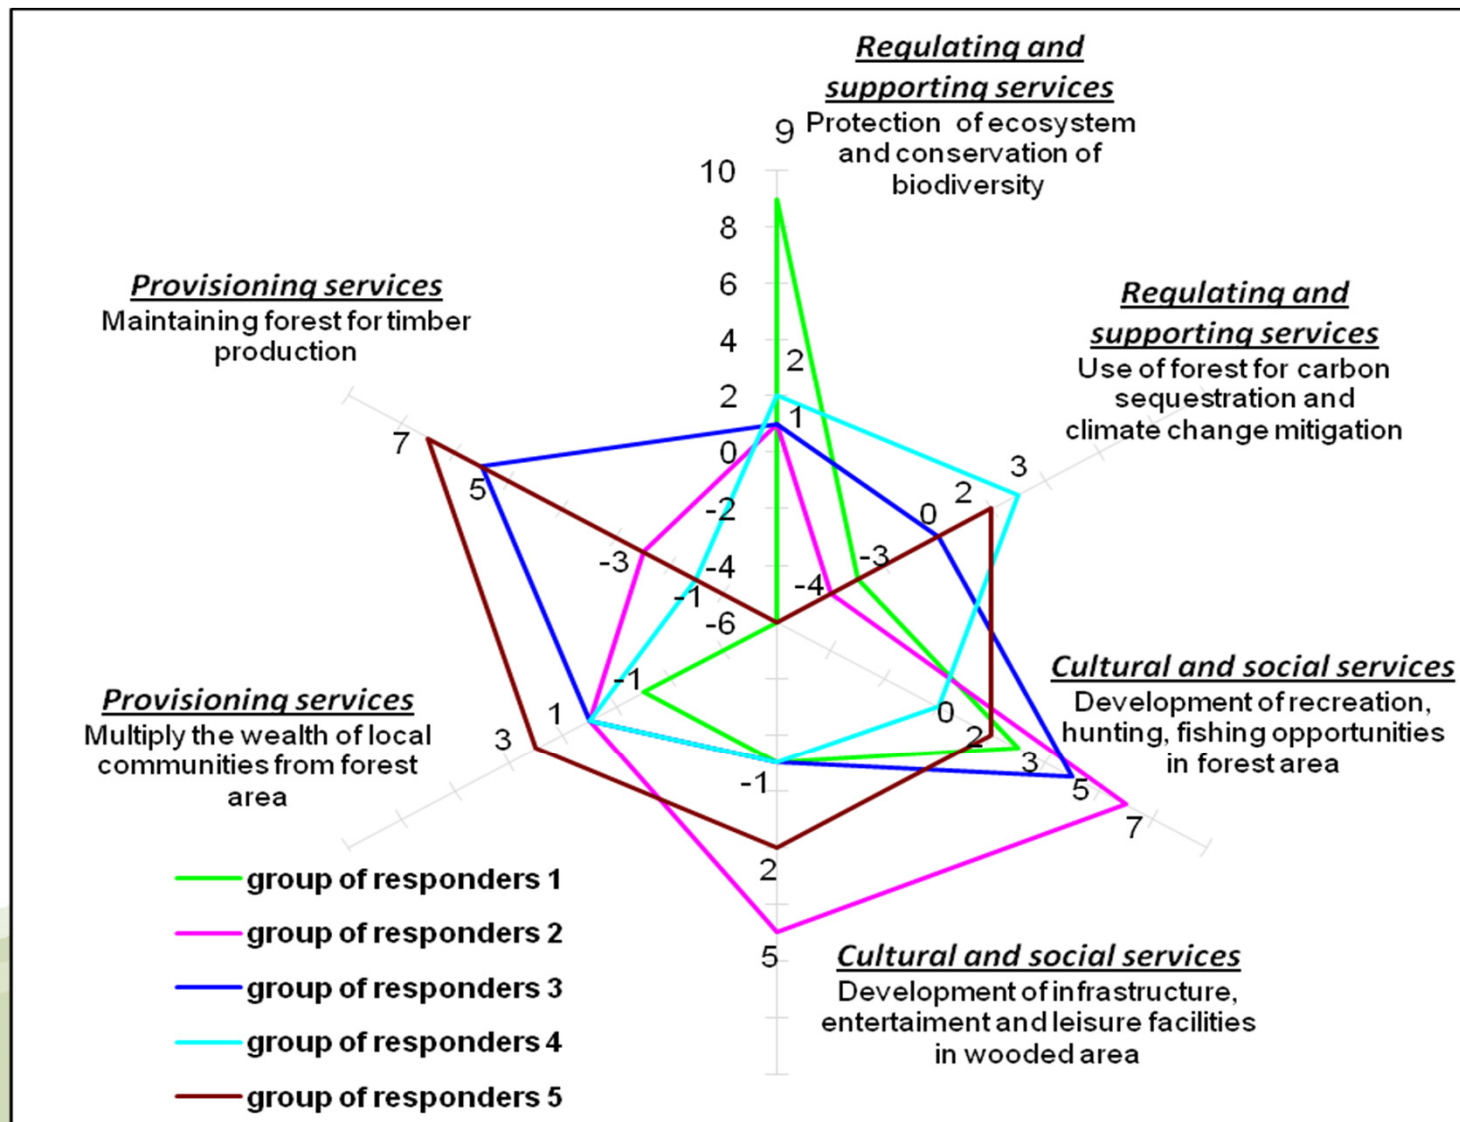 Requlating and
supporting services
Protection of ecosystem
and conservation of
biodiversity
9
10
8
6
4
2
0
-2
-4
-6
2
1
Provisioning services
Maintaining forest for timber
production
Requlating and
supporting services
Use of forest for carbon
sequestration and
climate change mitigation
7
5
-3
-1
3
2
0
-3
-4
Cultural and social services
Development of recreation,
hunting, fishing opportunities
in forest area
0
2
3
5
7
Provisioning services
Multiply the wealth of local
communities from forest
area
-1
1
3
-1
2
5
Cultural and social services
Development of infrastructure,
entertaiment and leisure facilities
in wooded area
group of responders 1
group of responders 2
group of responders 3
group of responders 4
group of responders 5